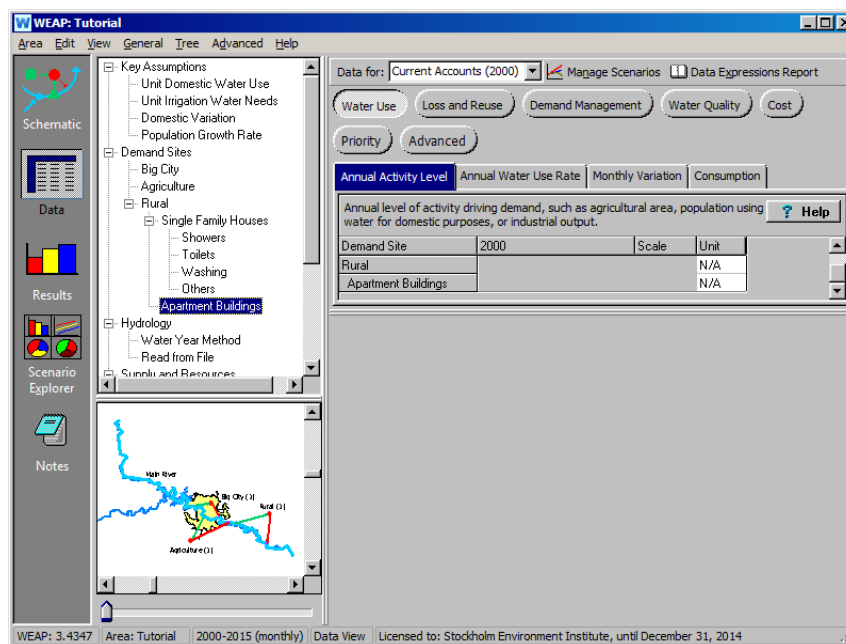 WEAP: Tutorial
Area Edit View General Tree Advanced Help
Schematic
Data
Results
Scenario
Explorer
Notes
Key Assumptions
Unit Domestic Water Use
Unit Irrigation Water Needs
Domestic Variation
Population Growth Rate
Demand Sites
Big City
Agriculture
Rural
Single Family Houses
Showers
Toilets
Washing
Others
Apartment Buildings
Hydrology
Water Year Method
Read from File
Supply and Resources
Main River
Big City (1)
Rural (1)
Agriculture (1)
Data for: Current Accounts (2000) Manage Scenarios Data Expressions Report
Water Use Loss and Reuse Demand Management Water Quality Cost
Priority Advanced
Annual Activity Level Annual Water Use Rate Monthly Variation Consumption
Annual level of activity driving demand, such as agricultural area, population using
water for domestic purposes, or industrial output.
? Help
Demand Site 2000 Scale Unit
Rural N/A
Apartment Buildings N/A
WEAP: 3.4347 Area: Tutorial 2000-2015 (monthly) Data View Licensed to: Stockholm Environment Institute, until December 31, 2014